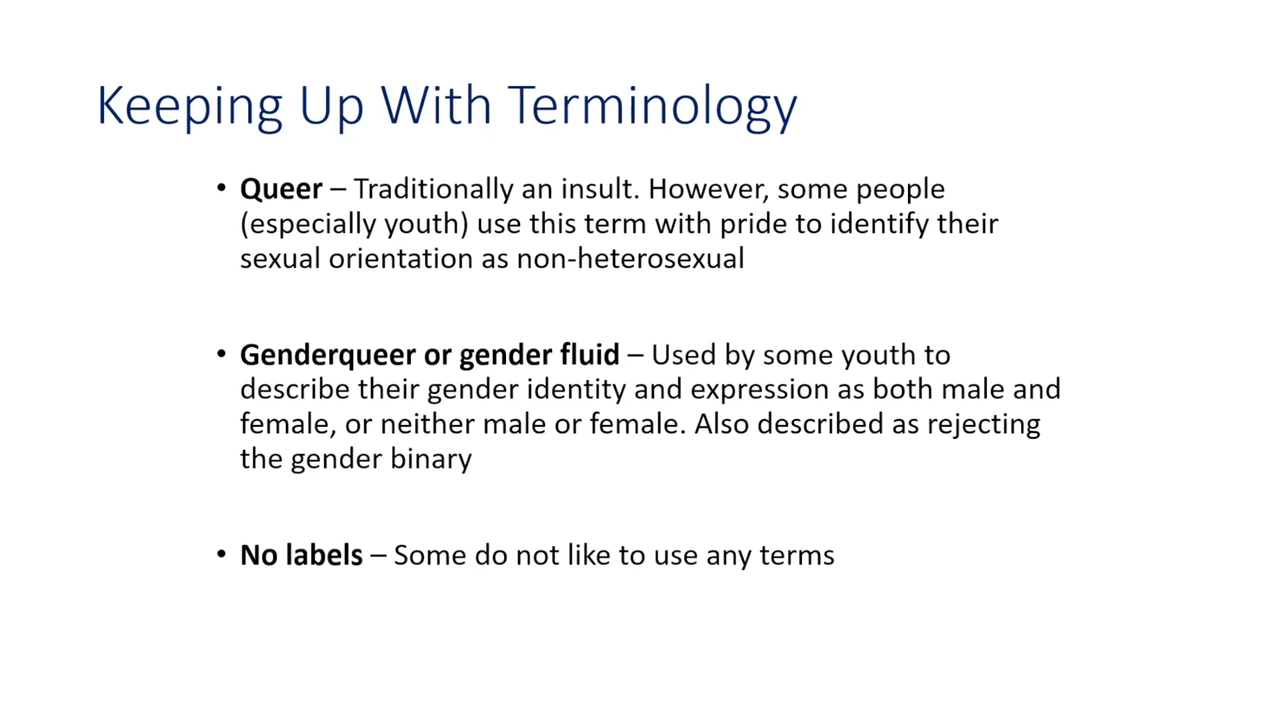 Keeping Up With Terminology
• Queer – Traditionally an insult. However, some people
(especially youth) use this term with pride to identify their
sexual orientation as non-heterosexual
• Genderqueer or gender fluid – Used by some youth to
describe their gender identity and expression as both male and
female, or neither male or female. Also described as rejecting
the gender binary
• No labels – Some do not like to use any terms